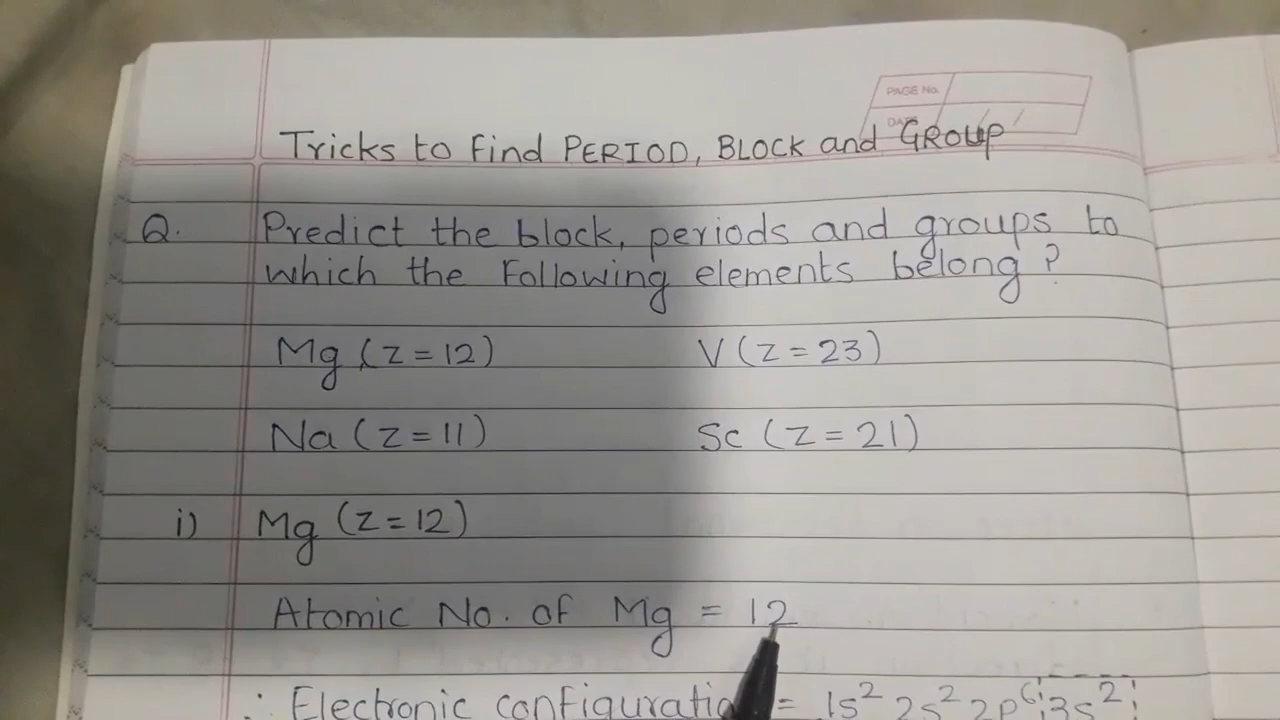 PAGE No.
DATE
Tricks to Find PERIOD, BLOCK and GROUP
Q. Predict the block, periods and groups to
which the Following elements belong?
Mg (Z=12) V (Z=23)
Na (Z=11) Sc (Z=21)
i) Mg (Z=12)
Atomic No. of Mg = 12
∴ Electronic configuration = 1s² 2s² 2p⁶ 3s²